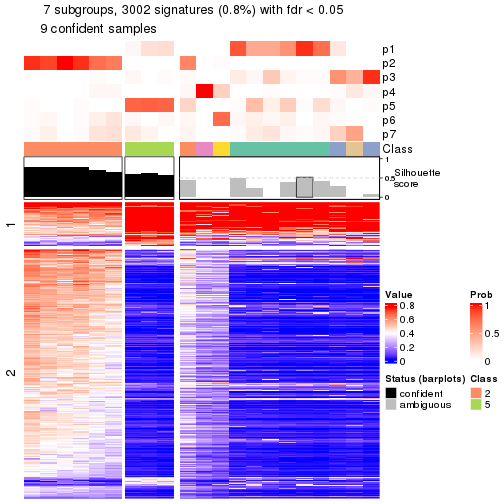 7 subgroups, 3002 signatures (0.8%) with fdr < 0.05
9 confident samples
p1
p2
p3
p4
p5
p6
p7
Class
1
0.5
0
Silhouette
score
1
2
Value
0.8
0.6
0.4
0.2
0
Prob
1
0.5
0
Status (barplots)
confident
ambiguous
Class
2
5